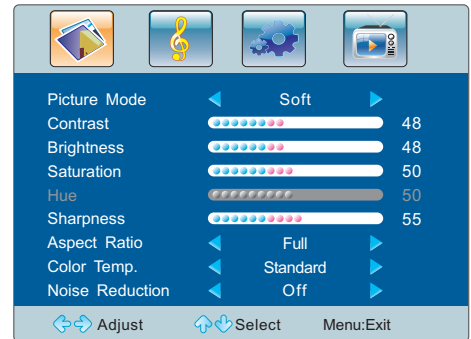 Picture Mode Soft
Contrast 48
Brightness 48
Saturation 50
Hue 50
Sharpness 55
Aspect Ratio Full
Color Temp. Standard
Noise Reduction Off
Adjust Select Menu:Exit